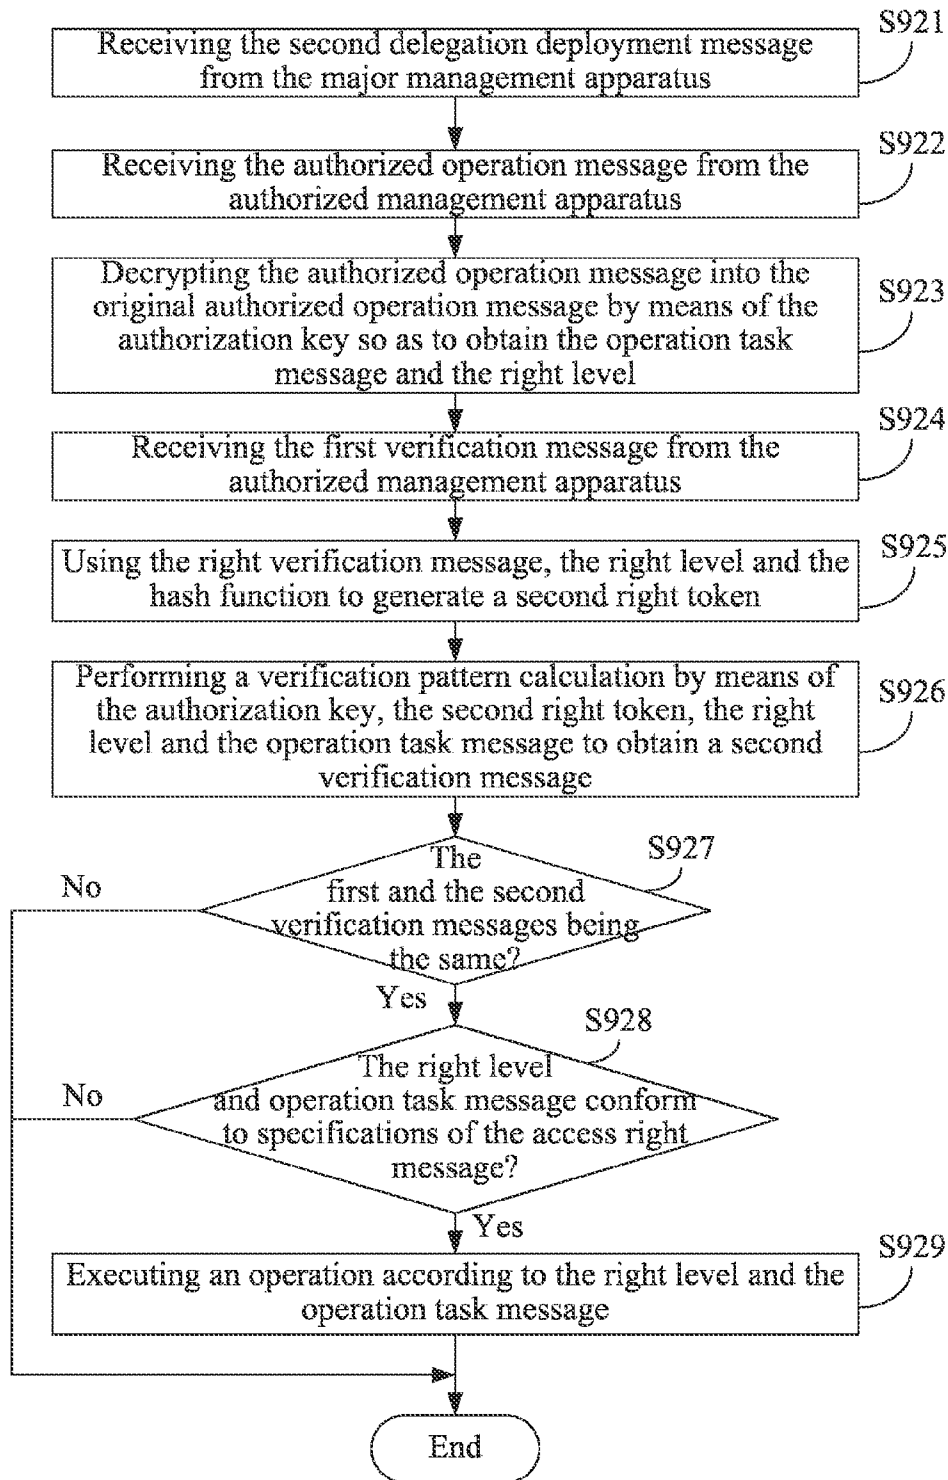 S921
Receiving the second delegation deployment message
from the major management apparatus
S922
Receiving the authorized operation message from the
authorized management apparatus
S923
Decrypting the authorized operation message into the
original authorized operation message by means of the
authorization key so as to obtain the operation task
message and the right level
S924
Receiving the first verification message from the
authorized management apparatus
S925
Using the right verification message, the right level and the
hash function to generate a second right token
S926
Performing a verification pattern calculation by means of
the authorization key, the second right token, the right
level and the operation task message to obtain a second
verification message
S927
The
first and the second
verification messages being
the same?
No
Yes
S928
The right level
and operation task message conform
to specifications of the access right
message?
No
Yes
S929
Executing an operation according to the right level and the
operation task message
End